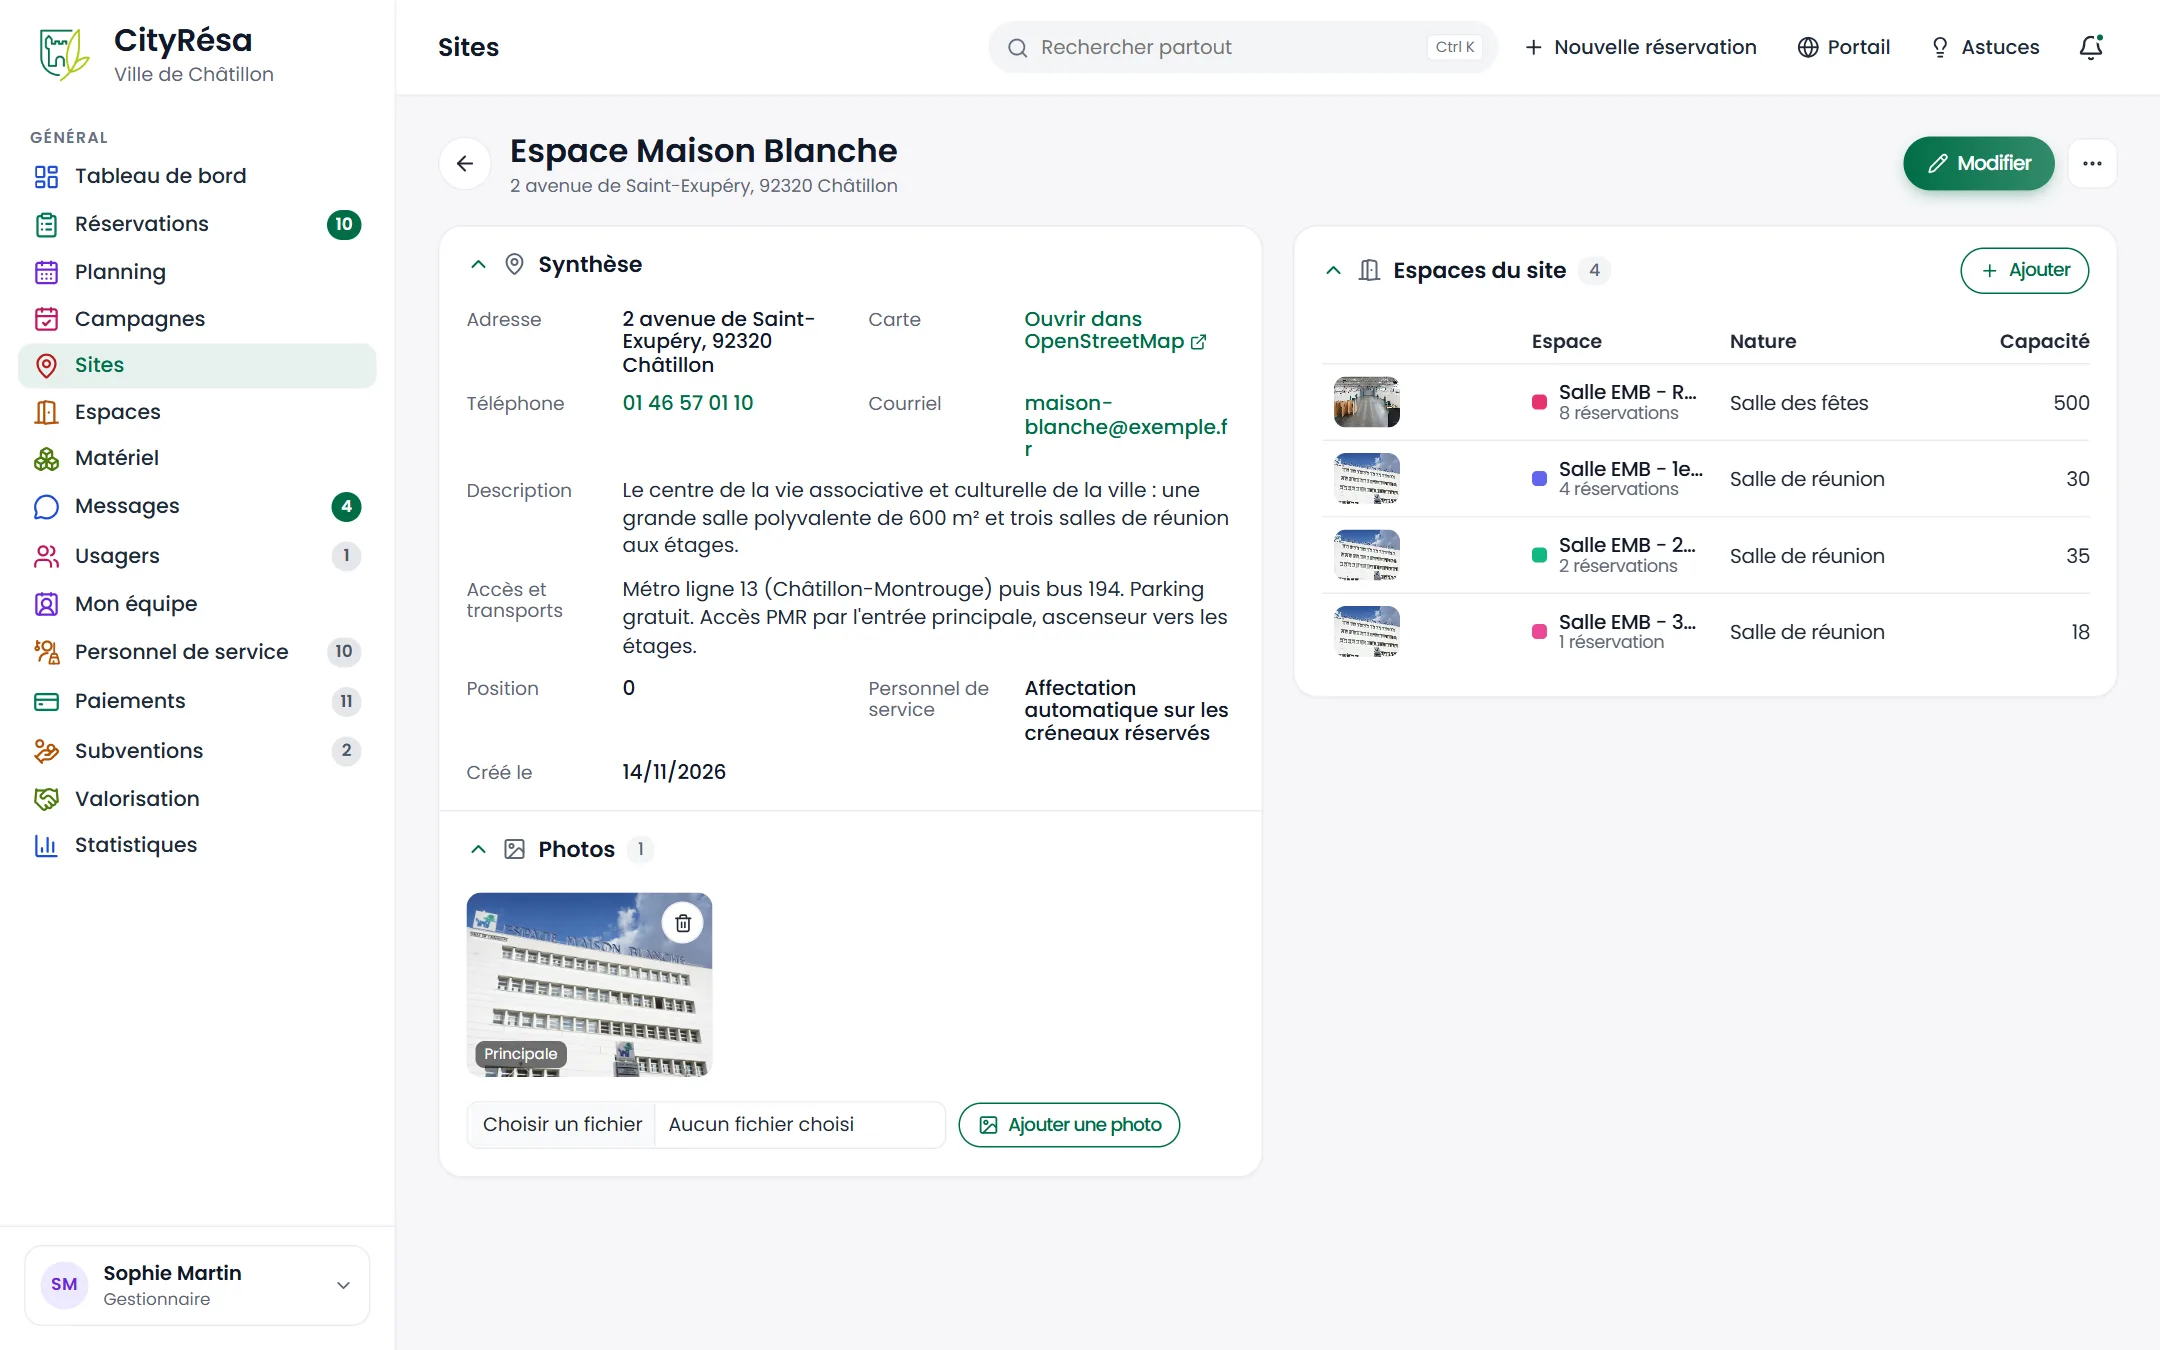 CityRésa
Ville de Châtillon
GÉNÉRAL
Tableau de bord
Réservations 10
Planning
Campagnes
Sites
Espaces
Matériel
Messages 4
Usagers 1
Mon équipe
Personnel de service 10
Paiements 11
Subventions 2
Valorisation
Statistiques
SM
Sophie Martin
Gestionnaire
Sites
Rechercher partout Ctrl K
Nouvelle réservation
Portail
Astuces
Espace Maison Blanche
2 avenue de Saint-Exupéry, 92320 Châtillon
Modifier
Synthèse
Adresse
2 avenue de Saint-
Exupéry, 92320
Châtillon
Carte
Ouvrir dans
OpenStreetMap
Téléphone
01 46 57 01 10
Courriel
maison-
blanche@exemple.f
r
Description
Le centre de la vie associative et culturelle de la ville : une
grande salle polyvalente de 600 m² et trois salles de réunion
aux étages.
Accès et
transports
Métro ligne 13 (Châtillon-Montrouge) puis bus 194. Parking
gratuit. Accès PMR par l'entrée principale, ascenseur vers les
étages.
Position
0
Personnel de
service
Affectation
automatique sur les
créneaux réservés
Créé le
14/11/2026
Photos 1
ESPACE MAISON BLANCHE
Principale
Choisir un fichier Aucun fichier choisi
Ajouter une photo
Espaces du site 4
Ajouter
Espace Nature Capacité
Salle EMB - R...
8 réservations
Salle des fêtes
500
Salle EMB - 1e...
4 réservations
Salle de réunion
30
Salle EMB - 2...
2 réservations
Salle de réunion
35
Salle EMB - 3...
1 réservation
Salle de réunion
18